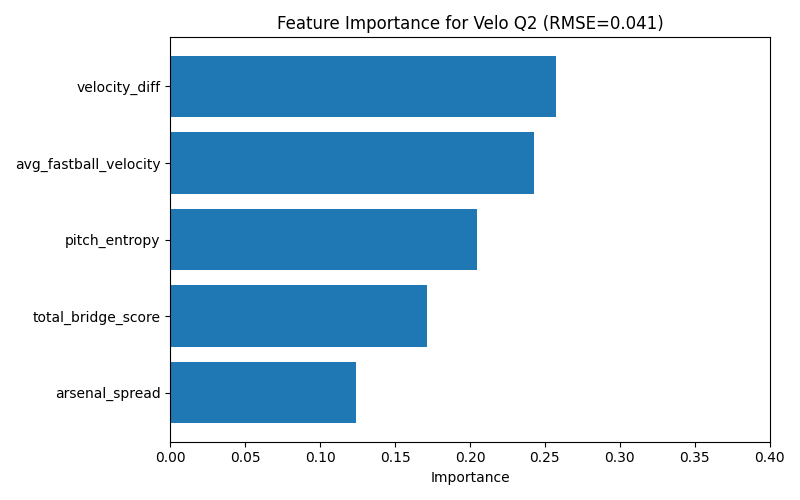 Feature Importance for Velo Q2 (RMSE=0.041)
velocity_diff
avg_fastball_velocity
pitch_entropy
total_bridge_score
arsenal_spread
0.00 0.05 0.10 0.15 0.20 0.25 0.30 0.35 0.40
Importance